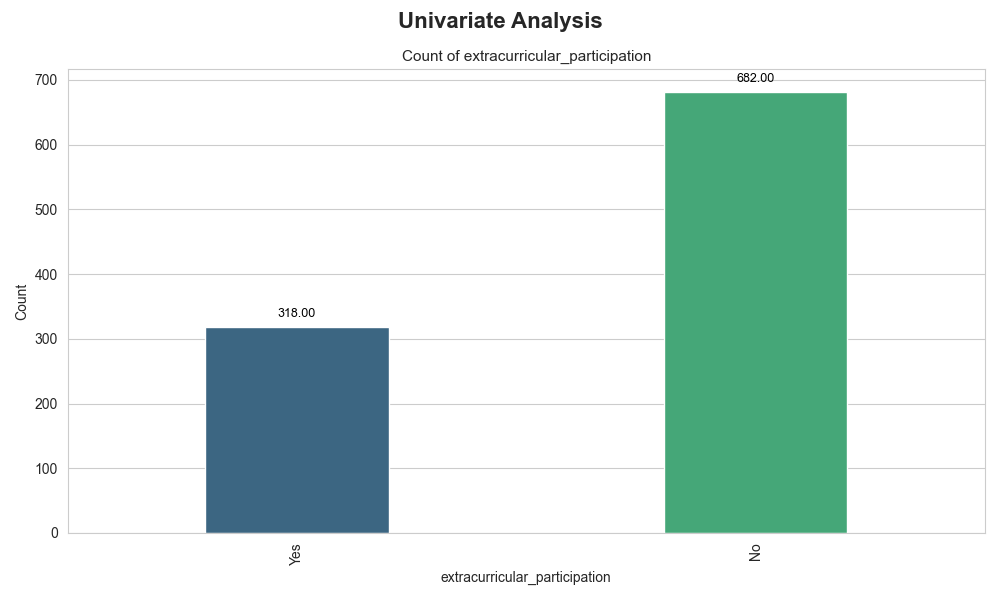 Univariate Analysis
Count of extracurricular_participation
700
600
500
400
300
200
100
0
Count
318.00
682.00
Yes
No
extracurricular_participation